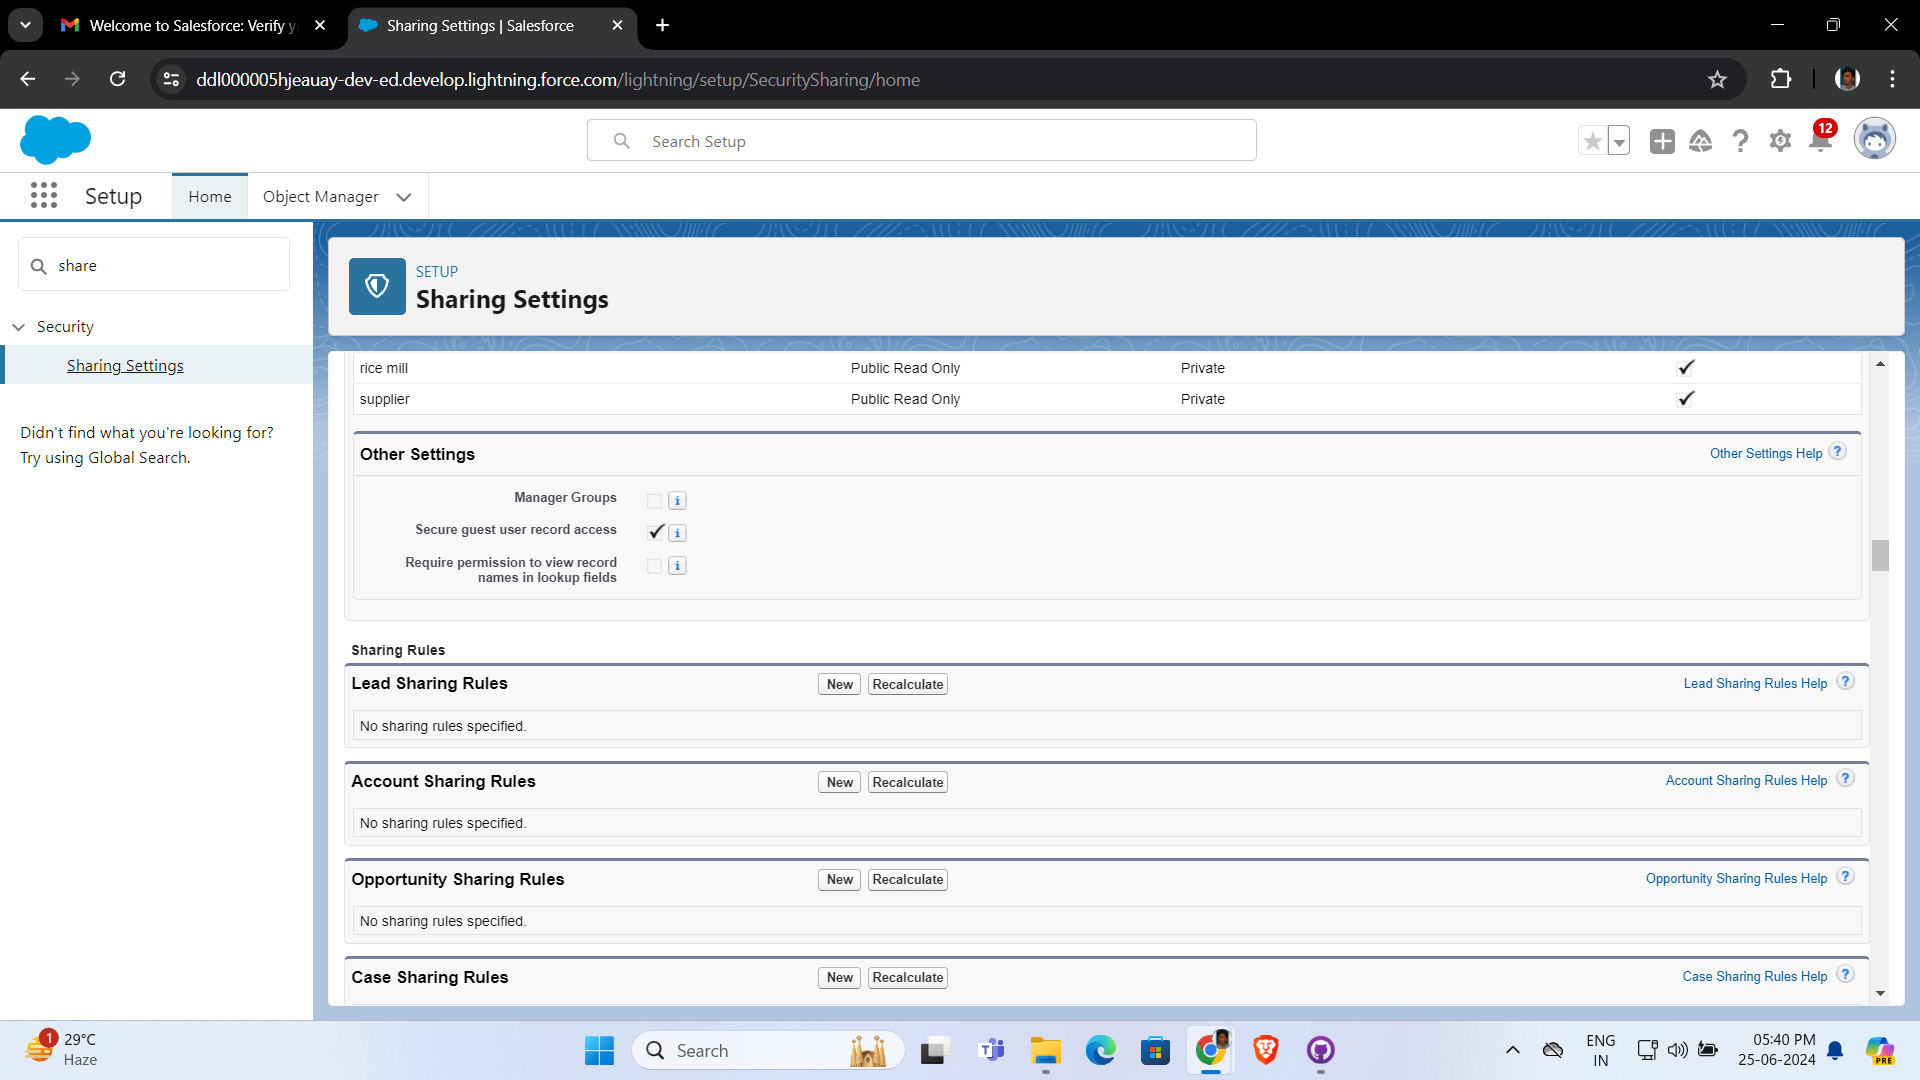 Welcome to Salesforce: Verify y
Sharing Settings | Salesforce
ddl000005hjeauay-dev-ed.develop.lightning.force.com/lightning/setup/SecuritySharing/home
Search Setup
12
Setup
Home
Object Manager
share
Security
Sharing Settings
Didn't find what you're looking for?
Try using Global Search.
SETUP
Sharing Settings
rice mill Public Read Only Private
supplier Public Read Only Private
Other Settings
Other Settings Help ?
Manager Groups
Secure guest user record access
Require permission to view record
names in lookup fields
Sharing Rules
Lead Sharing Rules New Recalculate Lead Sharing Rules Help ?
No sharing rules specified.
Account Sharing Rules New Recalculate Account Sharing Rules Help ?
No sharing rules specified.
Opportunity Sharing Rules New Recalculate Opportunity Sharing Rules Help ?
No sharing rules specified.
Case Sharing Rules New Recalculate Case Sharing Rules Help ?
1
29°C
Haze
Search
ENG
IN
05:40 PM
25-06-2024
PRE